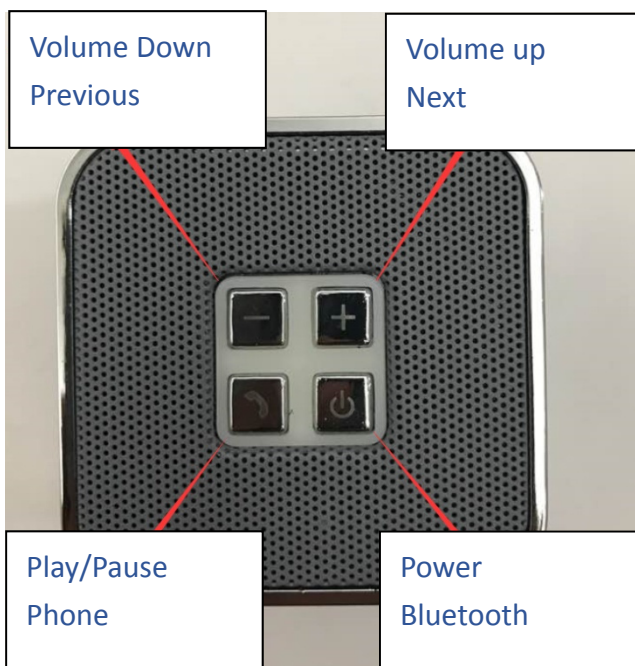 Volume Down
Previous
Volume up
Next
− +
Play/Pause
Phone
Power
Bluetooth